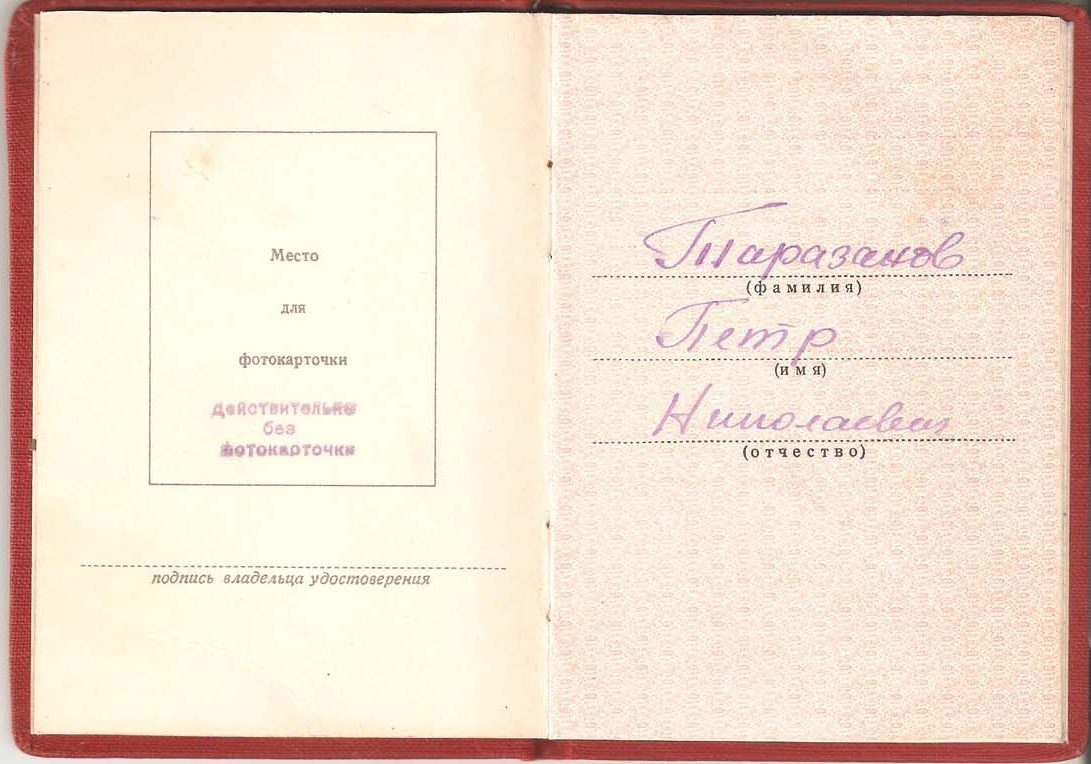 Место
для
фотокарточки
Действительно
без
фотокарточки
подпись владельца удостоверения
Таразанов
(фамилия)
Петр
(имя)
Николаевич
(отчество)